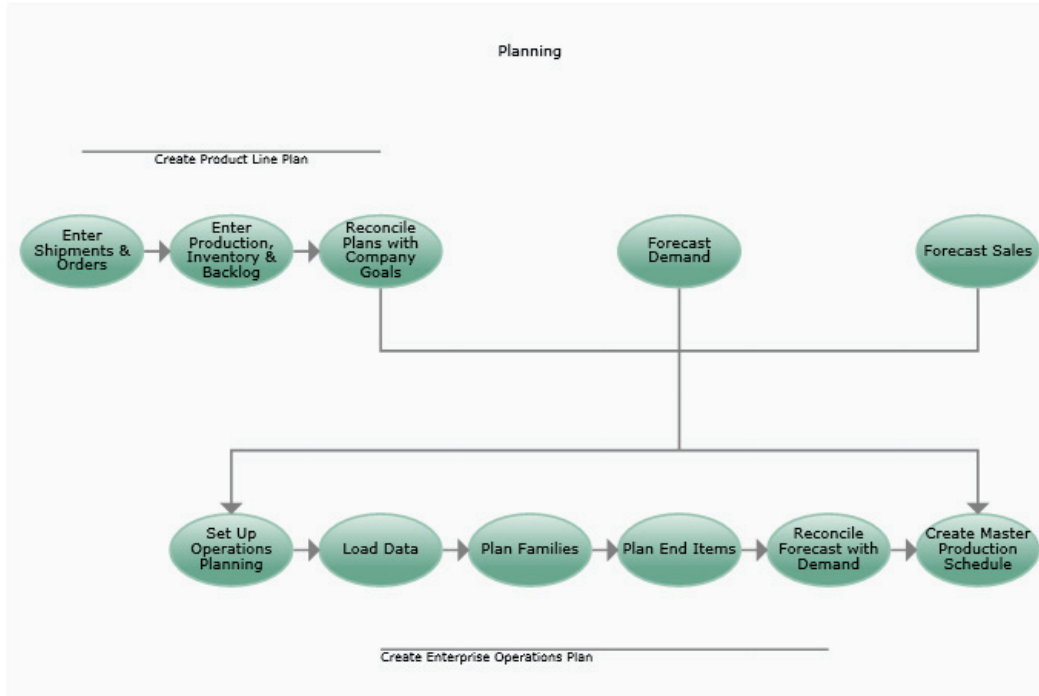 Planning
Create Product Line Plan
Enter
Shipments &
Orders
Enter
Production,
Inventory &
Backlog
Reconcile
Plans with
Company
Goals
Forecast
Demand
Forecast Sales
Set Up
Operations
Planning
Load Data
Plan Families
Plan End Items
Reconcile
Forecast with
Demand
Create Master
Production
Schedule
Create Enterprise Operations Plan